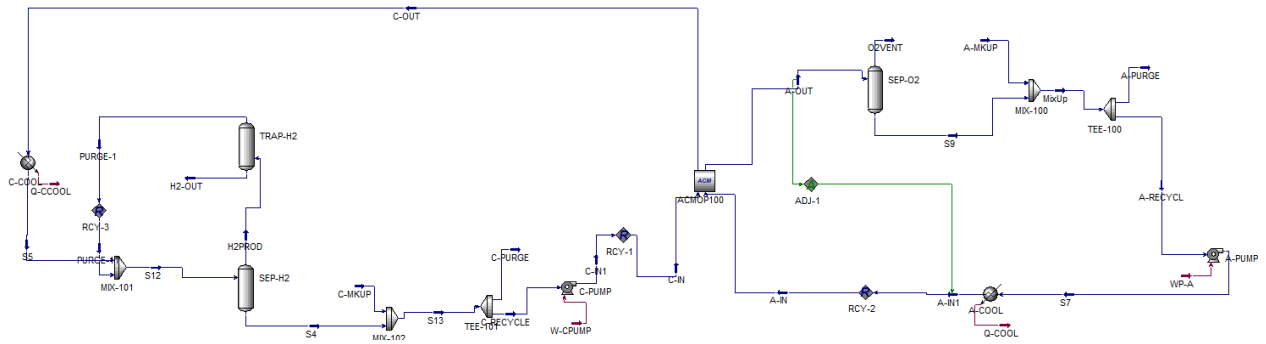 C-OUT
O2VENT
A-MKUP
A-PURGE
A-OUT
SEP-O2
MIX-100
MixUp
TEE-100
TRAP-H2
S9
PURGE-1
C-COOL
Q-CCOOL
H2-OUT
ACM
ACMOP100
ADJ-1
A-RECYCL
RCY-3
H2PROD
RCY-1
C-PURGE
A-PUMP
S5
S12
MIX-101
SEP-H2
C-IN1
C-IN
C-MKUP
C-PUMP
A-IN
RCY-2
A-IN1
A-COOL
S7
WP-A
S4
S13
MIX-102
TEE-101
C-RECYCLE
W-CPUMP
Q-COOL